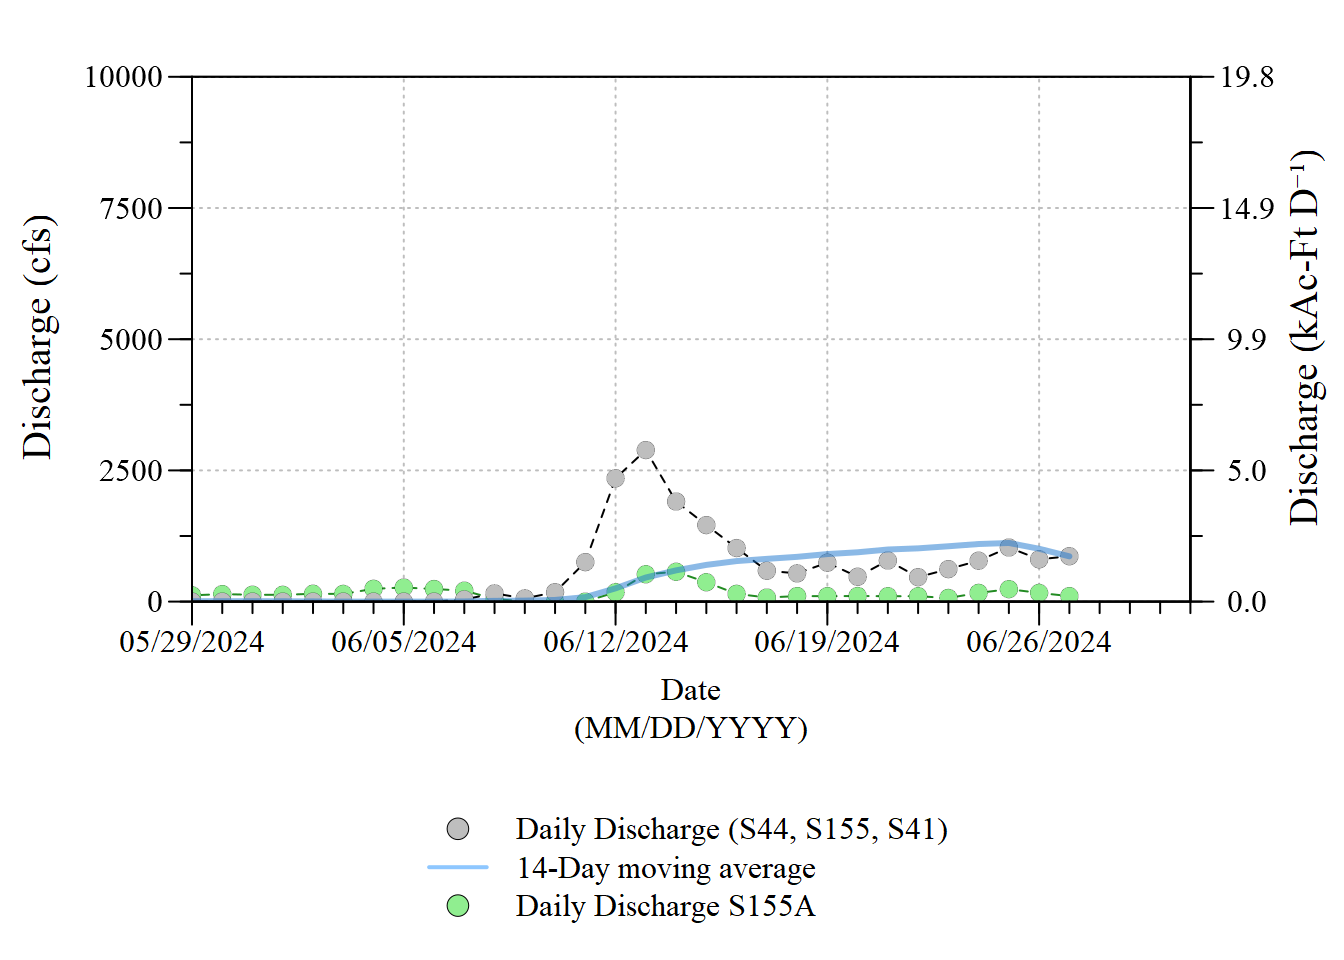 10000
7500
5000
2500
0
Discharge (cfs)
19.8
14.9
9.9
5.0
0.0
Discharge (kAc-Ft D⁻¹)
05/29/2024 06/05/2024 06/12/2024 06/19/2024 06/26/2024
Date
(MM/DD/YYYY)
Daily Discharge (S44, S155, S41)
14-Day moving average
Daily Discharge S155A